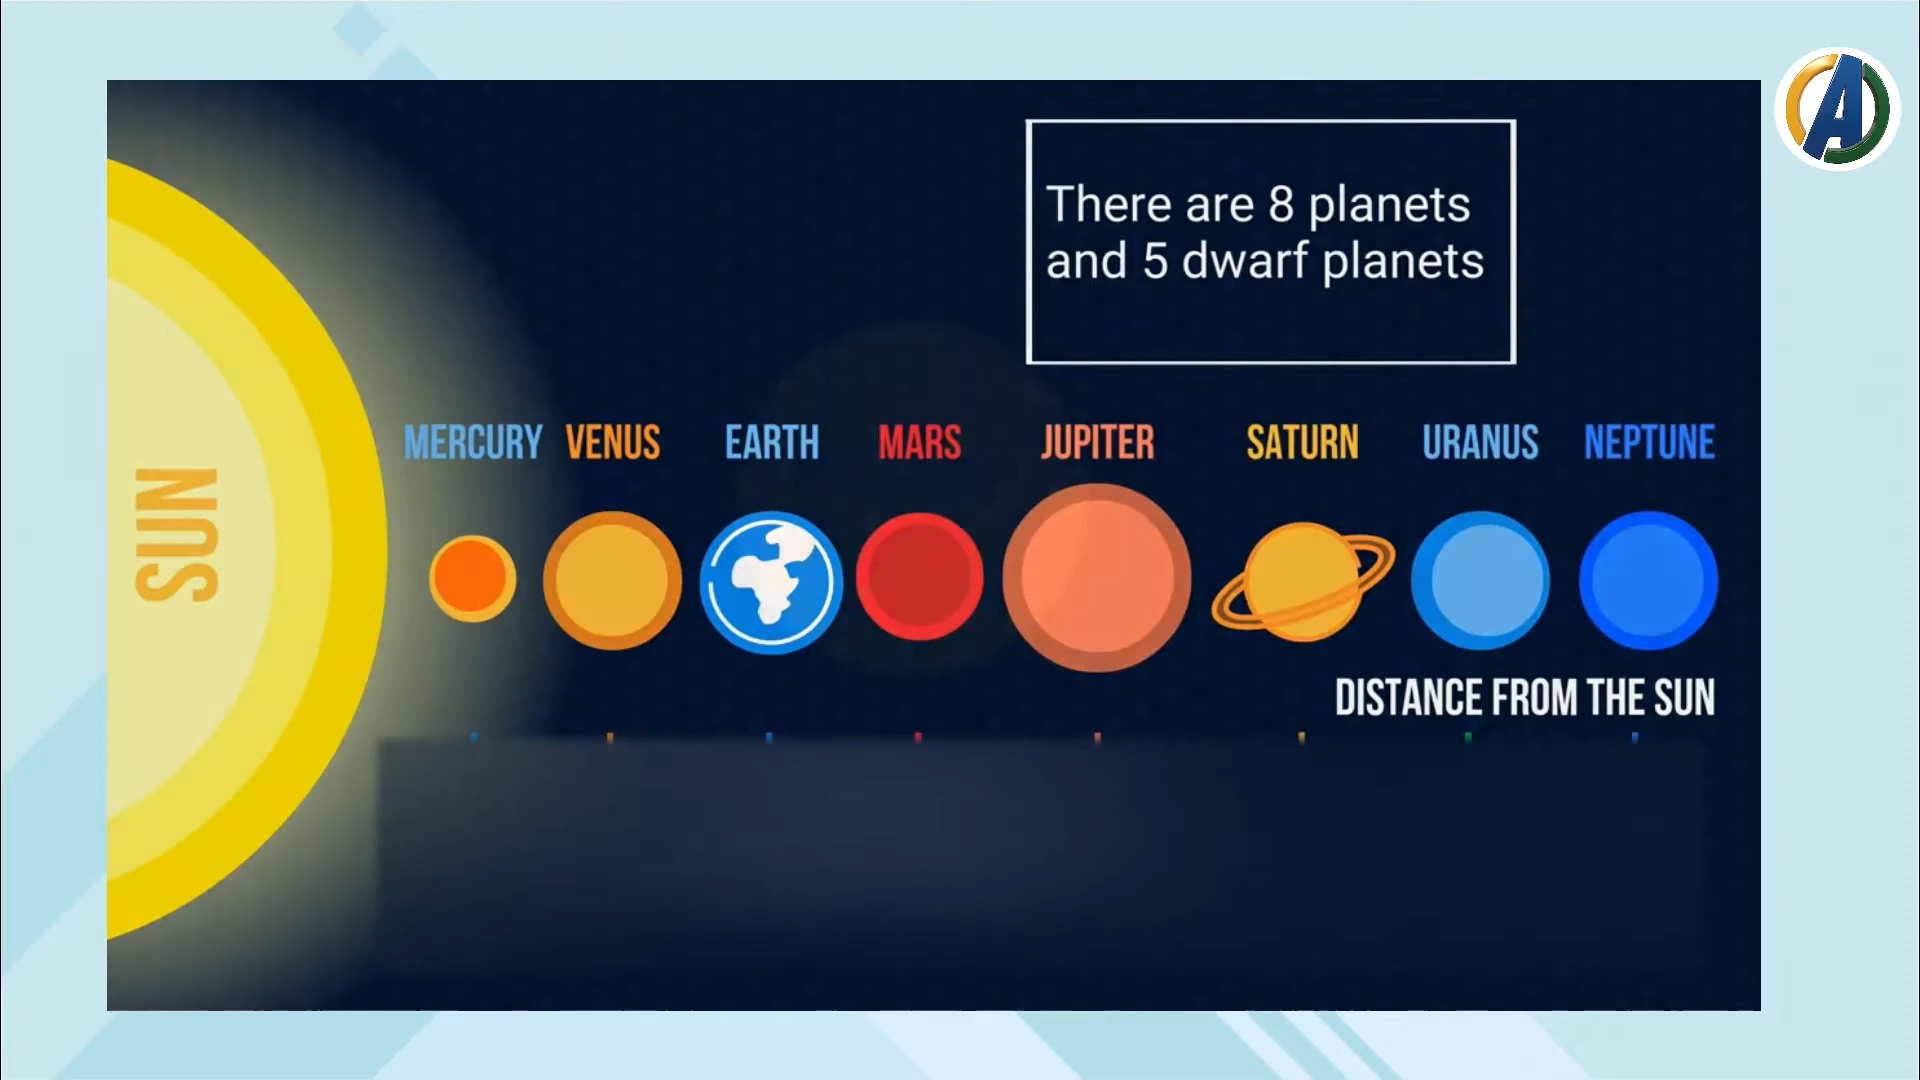 There are 8 planets
and 5 dwarf planets
MERCURY VENUS EARTH MARS JUPITER SATURN URANUS NEPTUNE
SUN
DISTANCE FROM THE SUN
A